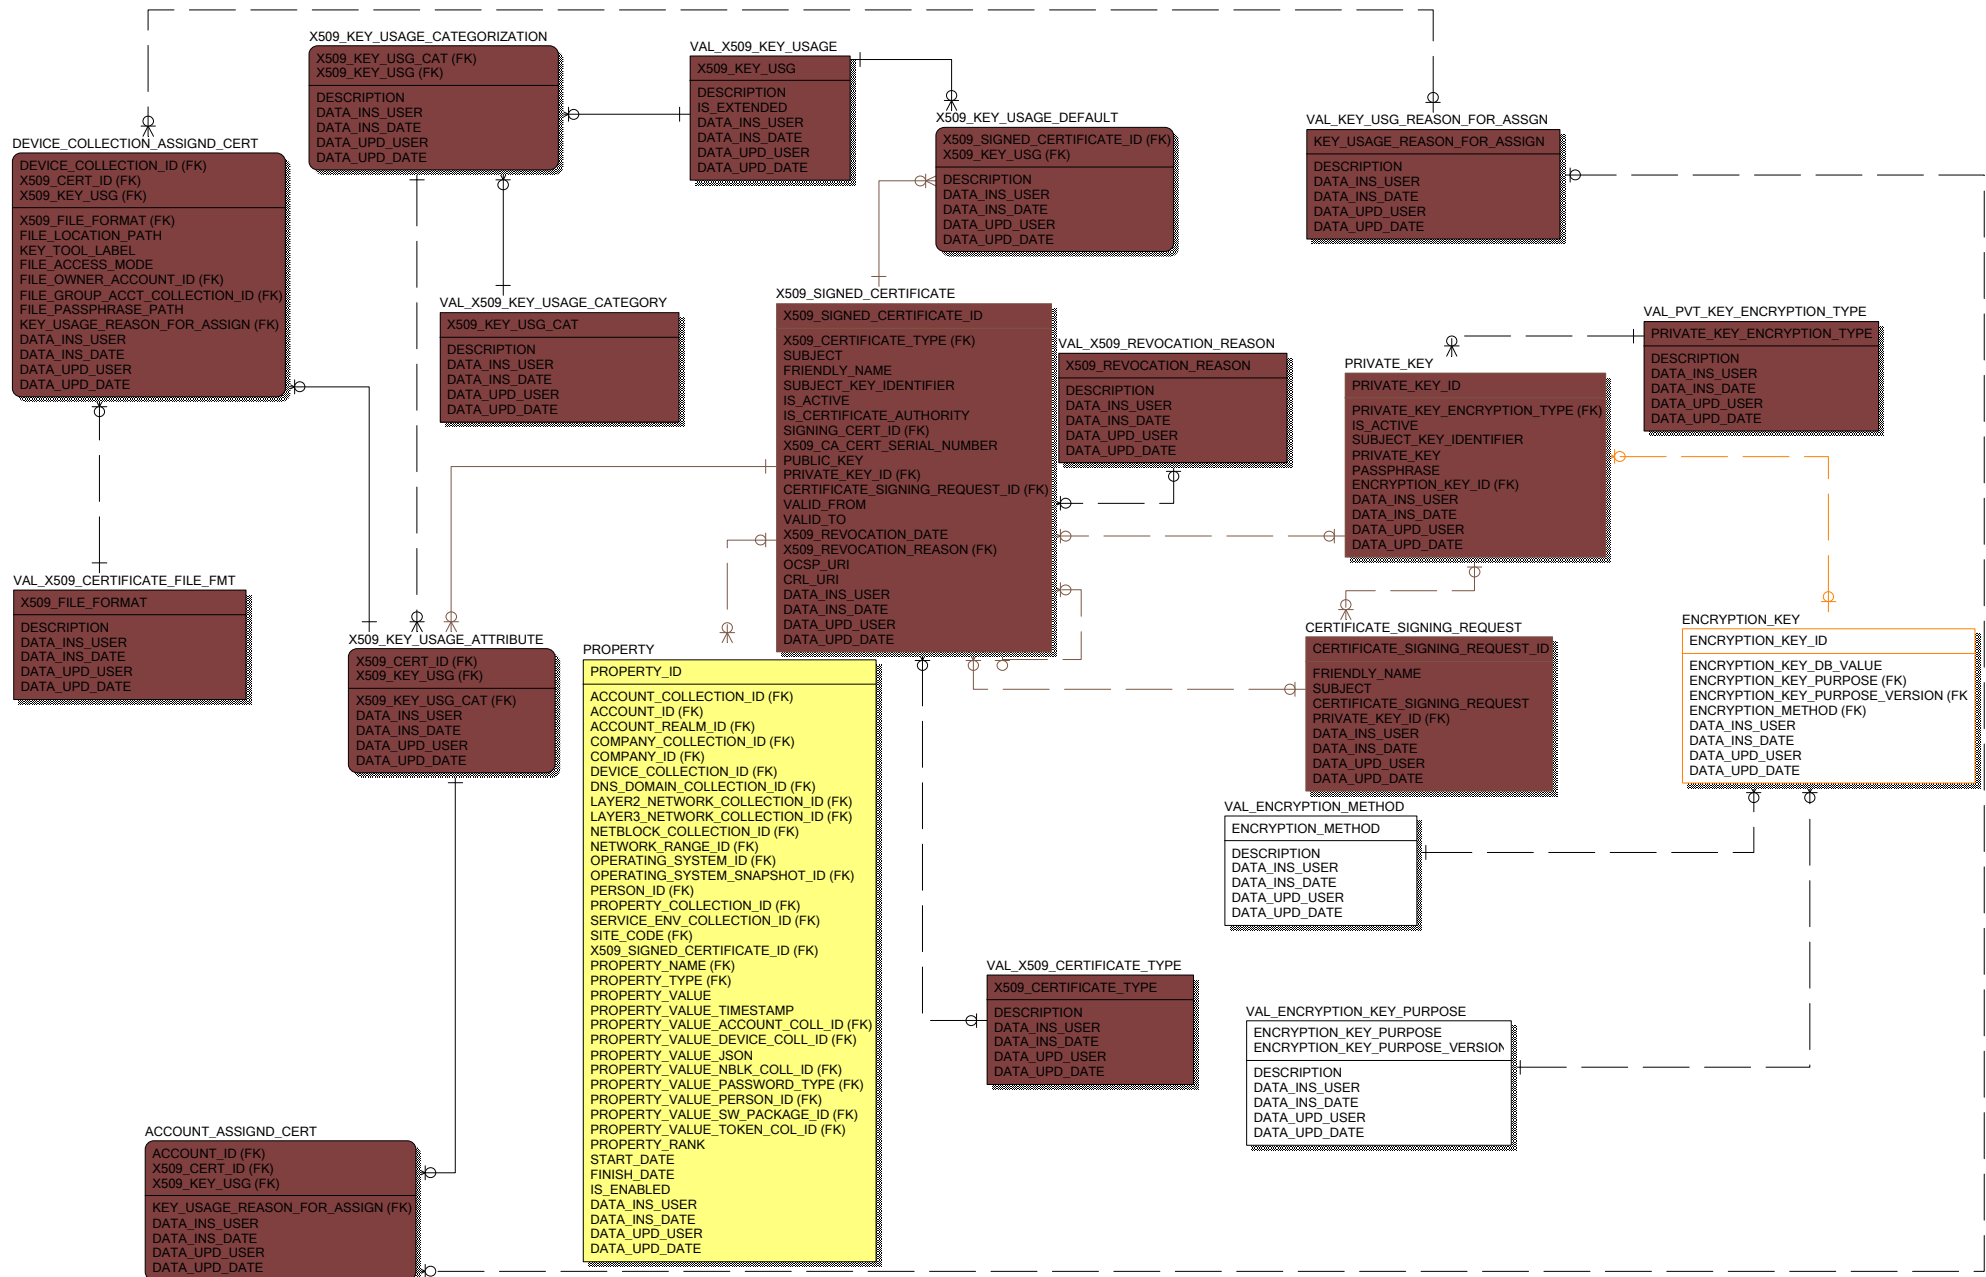 X509_KEY_USAGE_CATEGORIZATION
X509_KEY_USG_CAT (FK)
X509_KEY_USG (FK)
DESCRIPTION
DATA_INS_USER
DATA_INS_DATE
DATA_UPD_USER
DATA_UPD_DATE
VAL_X509_KEY_USAGE
X509_KEY_USG
DESCRIPTION
IS_EXTENDED
DATA_INS_USER
DATA_INS_DATE
DATA_UPD_USER
DATA_UPD_DATE
X509_KEY_USAGE_DEFAULT
X509_SIGNED_CERTIFICATE_ID (FK)
X509_KEY_USG (FK)
DESCRIPTION
DATA_INS_USER
DATA_INS_DATE
DATA_UPD_USER
DATA_UPD_DATE
VAL_KEY_USG_REASON_FOR_ASSGN
KEY_USAGE_REASON_FOR_ASSIGN
DESCRIPTION
DATA_INS_USER
DATA_INS_DATE
DATA_UPD_USER
DATA_UPD_DATE
DEVICE_COLLECTION_ASSIGND_CERT
DEVICE_COLLECTION_ID (FK)
X509_CERT_ID (FK)
X509_KEY_USG (FK)
X509_FILE_FORMAT (FK)
FILE_LOCATION_PATH
KEY_TOOL_LABEL
FILE_ACCESS_MODE
FILE_OWNER_ACCOUNT_ID (FK)
FILE_GROUP_ACCT_COLLECTION_ID (FK)
FILE_PASSPHRASE_PATH
KEY_USAGE_REASON_FOR_ASSIGN (FK)
DATA_INS_USER
DATA_INS_DATE
DATA_UPD_USER
DATA_UPD_DATE
VAL_X509_KEY_USAGE_CATEGORY
X509_KEY_USG_CAT
DESCRIPTION
DATA_INS_USER
DATA_INS_DATE
DATA_UPD_USER
DATA_UPD_DATE
X509_SIGNED_CERTIFICATE
X509_SIGNED_CERTIFICATE_ID
X509_CERTIFICATE_TYPE (FK)
SUBJECT
FRIENDLY_NAME
SUBJECT_KEY_IDENTIFIER
IS_ACTIVE
IS_CERTIFICATE_AUTHORITY
SIGNING_CERT_ID (FK)
X509_CA_CERT_SERIAL_NUMBER
PUBLIC_KEY
PRIVATE_KEY_ID (FK)
CERTIFICATE_SIGNING_REQUEST_ID (FK)
VALID_FROM
VALID_TO
X509_REVOCATION_DATE
X509_REVOCATION_REASON (FK)
OCSP_URI
CRL_URI
DATA_INS_USER
DATA_INS_DATE
DATA_UPD_USER
DATA_UPD_DATE
VAL_X509_REVOCATION_REASON
X509_REVOCATION_REASON
DESCRIPTION
DATA_INS_USER
DATA_INS_DATE
DATA_UPD_USER
DATA_UPD_DATE
PRIVATE_KEY
PRIVATE_KEY_ID
PRIVATE_KEY_ENCRYPTION_TYPE (FK)
IS_ACTIVE
SUBJECT_KEY_IDENTIFIER
PRIVATE_KEY
PASSPHRASE
ENCRYPTION_KEY_ID (FK)
DATA_INS_USER
DATA_INS_DATE
DATA_UPD_USER
DATA_UPD_DATE
VAL_PVT_KEY_ENCRYPTION_TYPE
PRIVATE_KEY_ENCRYPTION_TYPE
DESCRIPTION
DATA_INS_USER
DATA_INS_DATE
DATA_UPD_USER
DATA_UPD_DATE
VAL_X509_CERTIFICATE_FILE_FMT
X509_FILE_FORMAT
DESCRIPTION
DATA_INS_USER
DATA_INS_DATE
DATA_UPD_USER
DATA_UPD_DATE
X509_KEY_USAGE_ATTRIBUTE
X509_CERT_ID (FK)
X509_KEY_USG (FK)
X509_KEY_USG_CAT (FK)
DATA_INS_USER
DATA_INS_DATE
DATA_UPD_USER
DATA_UPD_DATE
PROPERTY
PROPERTY_ID
ACCOUNT_COLLECTION_ID (FK)
ACCOUNT_ID (FK)
ACCOUNT_REALM_ID (FK)
COMPANY_COLLECTION_ID (FK)
COMPANY_ID (FK)
DEVICE_COLLECTION_ID (FK)
DNS_DOMAIN_COLLECTION_ID (FK)
LAYER2_NETWORK_COLLECTION_ID (FK)
LAYER3_NETWORK_COLLECTION_ID (FK)
NETBLOCK_COLLECTION_ID (FK)
NETWORK_RANGE_ID (FK)
OPERATING_SYSTEM_ID (FK)
OPERATING_SYSTEM_SNAPSHOT_ID (FK)
PERSON_ID (FK)
PROPERTY_COLLECTION_ID (FK)
SERVICE_ENV_COLLECTION_ID (FK)
SITE_CODE (FK)
X509_SIGNED_CERTIFICATE_ID (FK)
PROPERTY_NAME (FK)
PROPERTY_TYPE (FK)
PROPERTY_VALUE
PROPERTY_VALUE_TIMESTAMP
PROPERTY_VALUE_ACCOUNT_COLL_ID (FK)
PROPERTY_VALUE_DEVICE_COLL_ID (FK)
PROPERTY_VALUE_JSON
PROPERTY_VALUE_NBLK_COLL_ID (FK)
PROPERTY_VALUE_PASSWORD_TYPE (FK)
PROPERTY_VALUE_PERSON_ID (FK)
PROPERTY_VALUE_SW_PACKAGE_ID (FK)
PROPERTY_VALUE_TOKEN_COL_ID (FK)
PROPERTY_RANK
START_DATE
FINISH_DATE
IS_ENABLED
DATA_INS_USER
DATA_INS_DATE
DATA_UPD_USER
DATA_UPD_DATE
CERTIFICATE_SIGNING_REQUEST
CERTIFICATE_SIGNING_REQUEST_ID
FRIENDLY_NAME
SUBJECT
CERTIFICATE_SIGNING_REQUEST
PRIVATE_KEY_ID (FK)
DATA_INS_USER
DATA_INS_DATE
DATA_UPD_USER
DATA_UPD_DATE
ENCRYPTION_KEY
ENCRYPTION_KEY_ID
ENCRYPTION_KEY_DB_VALUE
ENCRYPTION_KEY_PURPOSE (FK)
ENCRYPTION_KEY_PURPOSE_VERSION (FK
ENCRYPTION_METHOD (FK)
DATA_INS_USER
DATA_INS_DATE
DATA_UPD_USER
DATA_UPD_DATE
VAL_ENCRYPTION_METHOD
ENCRYPTION_METHOD
DESCRIPTION
DATA_INS_USER
DATA_INS_DATE
DATA_UPD_USER
DATA_UPD_DATE
VAL_X509_CERTIFICATE_TYPE
X509_CERTIFICATE_TYPE
DESCRIPTION
DATA_INS_USER
DATA_INS_DATE
DATA_UPD_USER
DATA_UPD_DATE
VAL_ENCRYPTION_KEY_PURPOSE
ENCRYPTION_KEY_PURPOSE
ENCRYPTION_KEY_PURPOSE_VERSION
DESCRIPTION
DATA_INS_USER
DATA_INS_DATE
DATA_UPD_USER
DATA_UPD_DATE
ACCOUNT_ASSIGND_CERT
ACCOUNT_ID (FK)
X509_CERT_ID (FK)
X509_KEY_USG (FK)
KEY_USAGE_REASON_FOR_ASSIGN (FK)
DATA_INS_USER
DATA_INS_DATE
DATA_UPD_USER
DATA_UPD_DATE